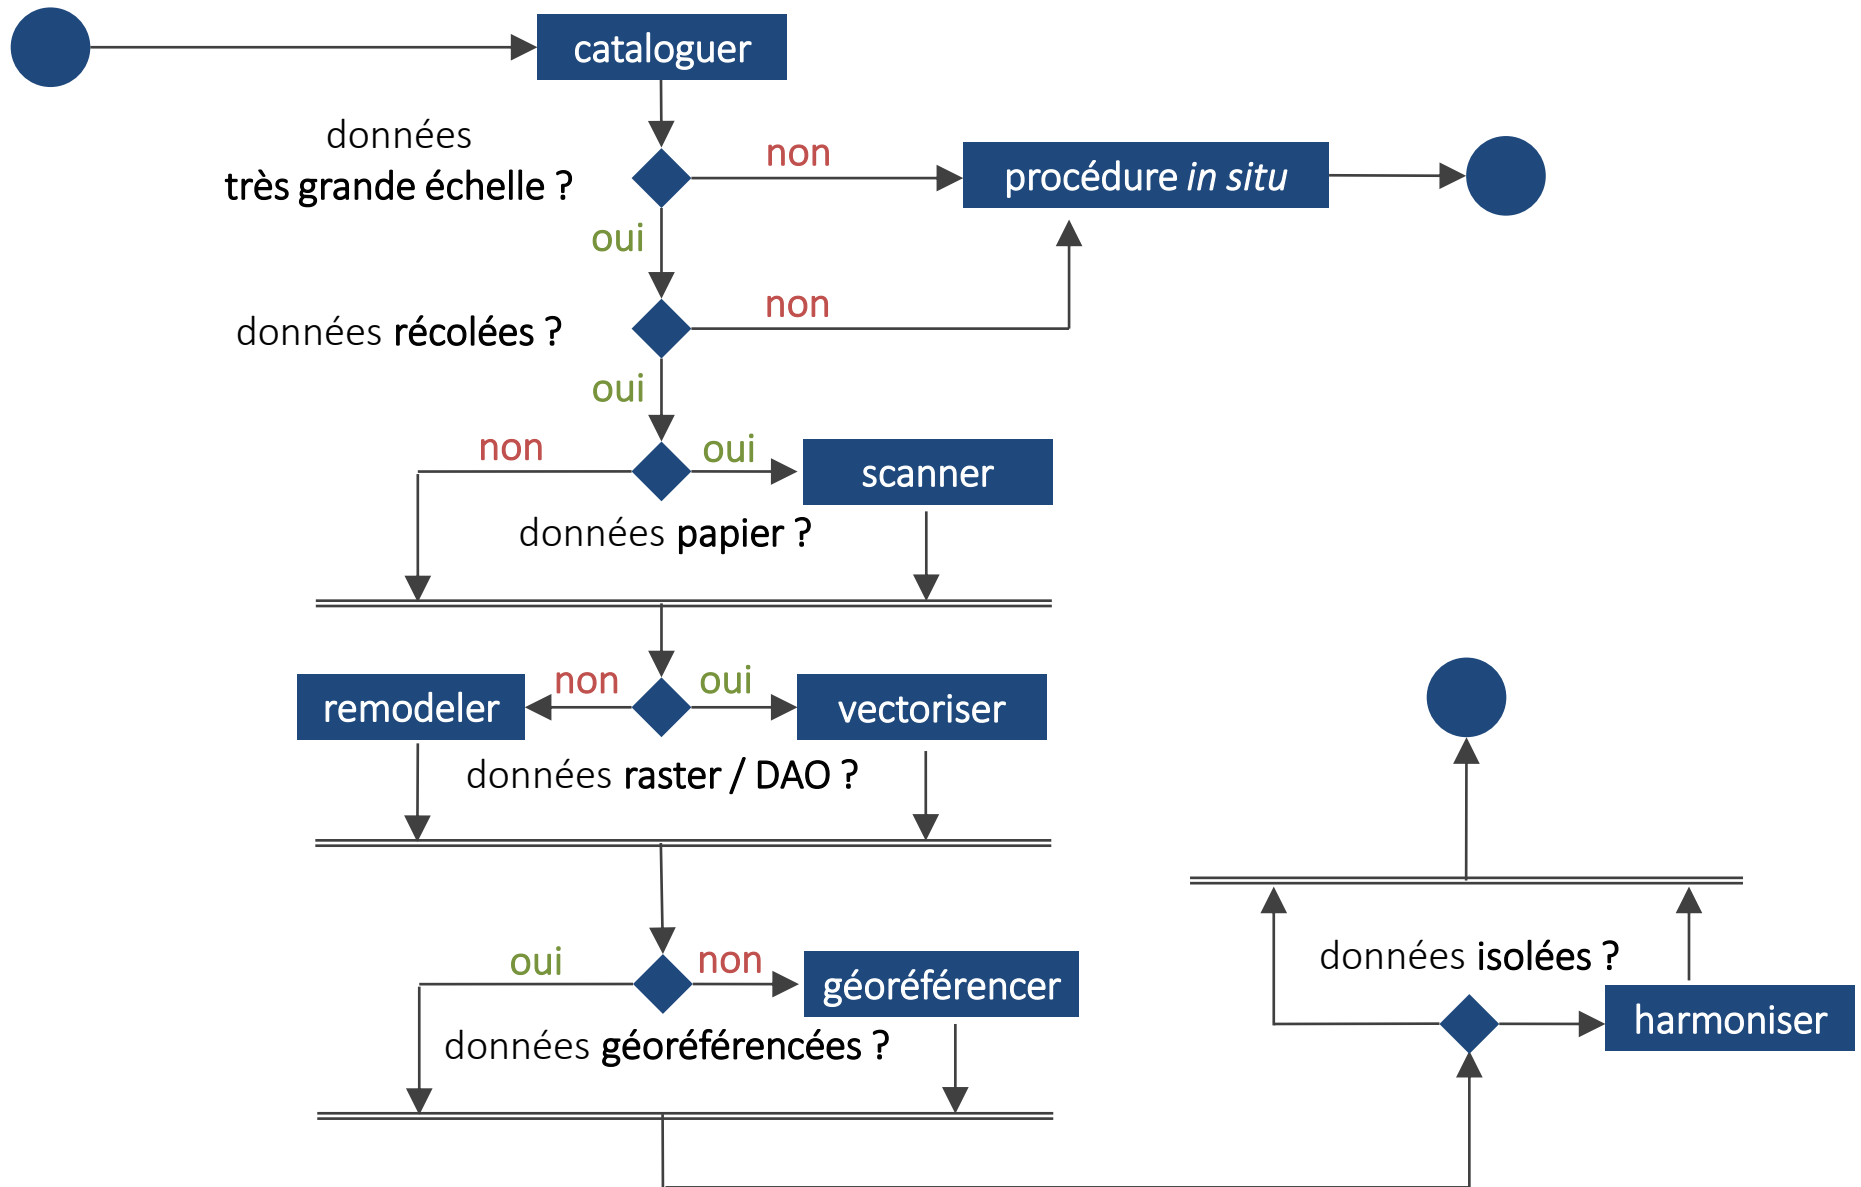 cataloguer
données
très grande échelle ?
non
procédure in situ
oui
données récolées ?
non
oui
non
oui
scanner
données papier ?
remodeler
non
oui
vectoriser
données raster / DAO ?
oui
non
géoréférencer
données géoréférencées ?
données isolées ?
harmoniser